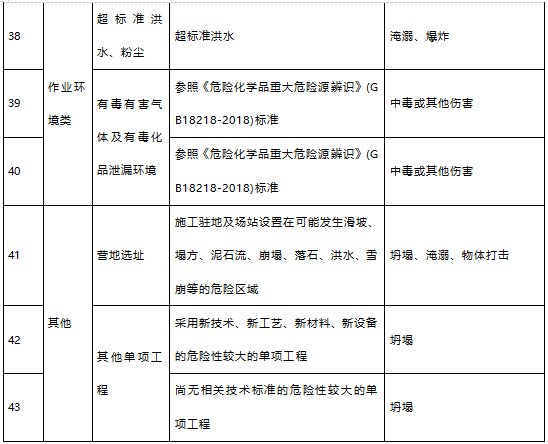 38
作业环境类
超标准洪水、粉尘
超标准洪水
淹溺、爆炸
39
有毒有害气体及有毒化品泄漏环境
参照《危险化学品重大危险源辨识》(G
B18218-2018)标准
中毒或其他伤害
40
参照《危险化学品重大危险源辨识》(G
B18218-2018)标准
中毒或其他伤害
41
其他
营地选址
施工驻地及场站设置在可能发生滑坡、
塌方、泥石流、崩塌、落石、洪水、雪
崩等的危险区域
坍塌、淹溺、物体打击
42
其他单项工程
采用新技术、新工艺、新材料、新设备
的危险性较大的单项工程
坍塌
43
尚无相关技术标准的危险性较大的单
项工程
坍塌